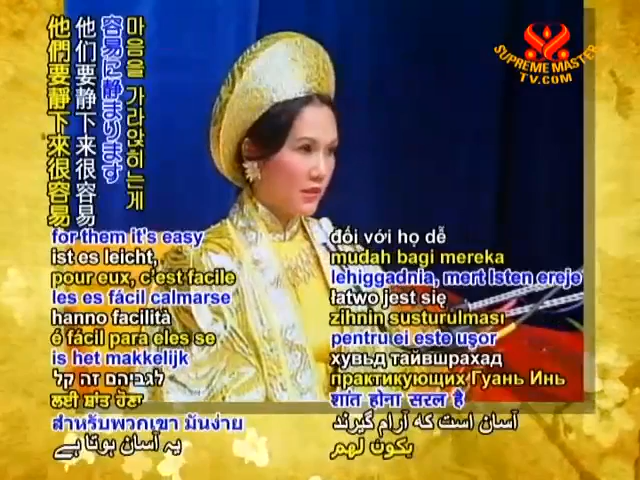 他們要靜下來很容易
他们要静下来很容易
容易に静まります
마음을 가라앉히는게
SUPREME MASTER
TV.COM
for them it's easy
ist es leicht,
pour eux, c'est facile
les es fácil calmarse
hanno facilità
é fácil para eles se
is het makkelijk
לגביהם זה קל
ਲਈ ਸ਼ਾਂਤ ਹੋਣਾ
สำหรับพวกเขา มันง่าย
یہ آسان ہوتا ہے
đối với họ dễ
mudah bagi mereka
lehiggadnia, mert Isten ereje
łatwo jest się
zihnin susturulması
pentru ei este uşor
хувьд тайвшрахад
практикующих Гуань Инь
शांत होना सरल है
آسان است که آرام گیرند
يكون لهم